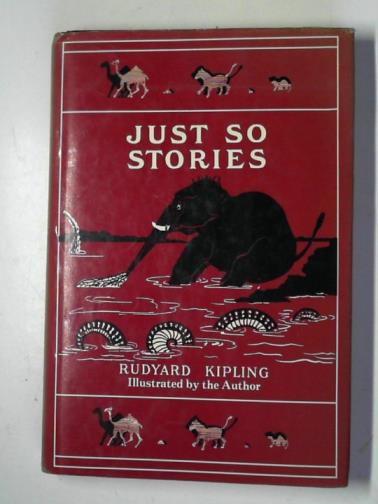 JUST SO
STORIES
RUDYARD KIPLING
Illustrated by the Author